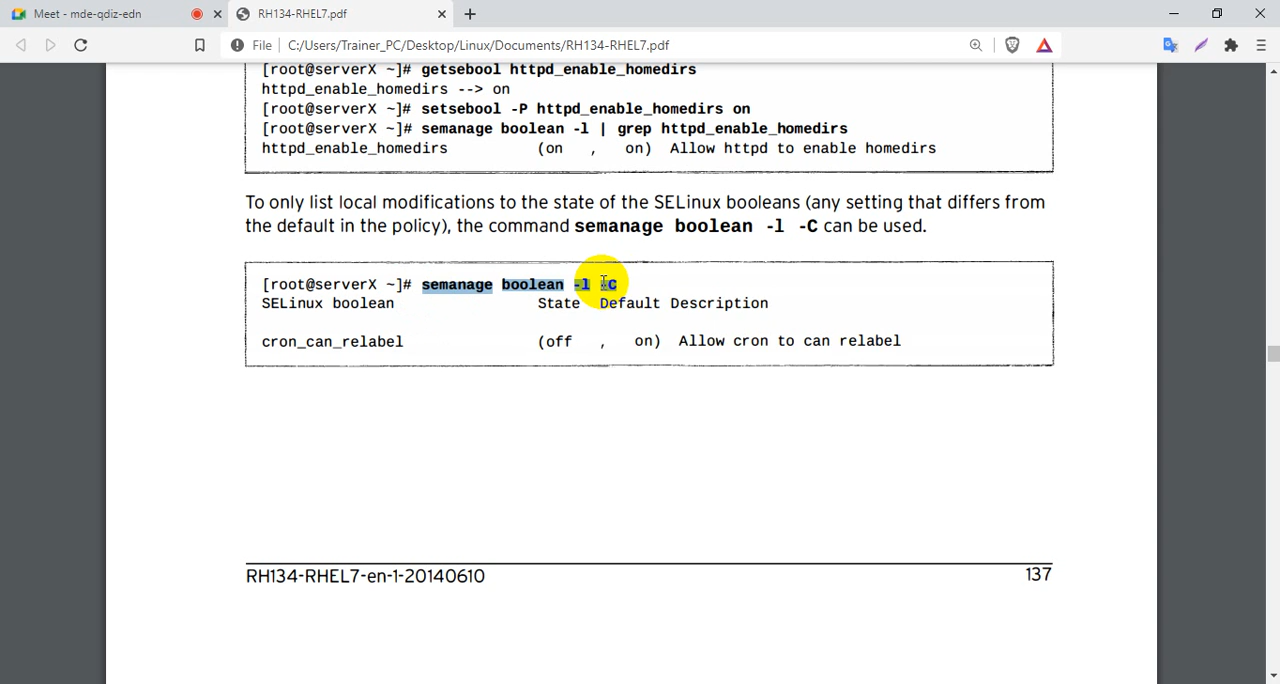 Meet - mde-qdiz-edn
RH134-RHEL7.pdf
File | C:/Users/Trainer_PC/Desktop/Linux/Documents/RH134-RHEL7.pdf
[root@serverX ~]# getsebool httpd_enable_homedirs
httpd_enable_homedirs --> on
[root@serverX ~]# setsebool -P httpd_enable_homedirs on
[root@serverX ~]# semanage boolean -l | grep httpd_enable_homedirs
httpd_enable_homedirs (on , on) Allow httpd to enable homedirs
To only list local modifications to the state of the SELinux booleans (any setting that differs from
the default in the policy), the command semanage boolean -l -C can be used.
[root@serverX ~]# semanage boolean -l -C
SELinux boolean State Default Description
cron_can_relabel (off , on) Allow cron to can relabel
RH134-RHEL7-en-1-20140610 137